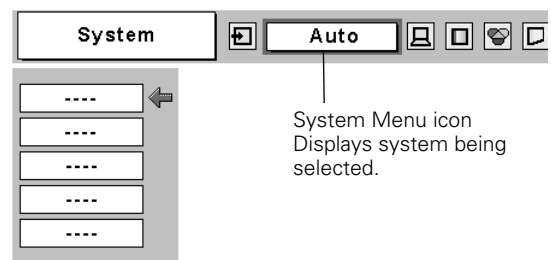 System
Auto
----
----
----
----
----
System Menu icon
Displays system being
selected.